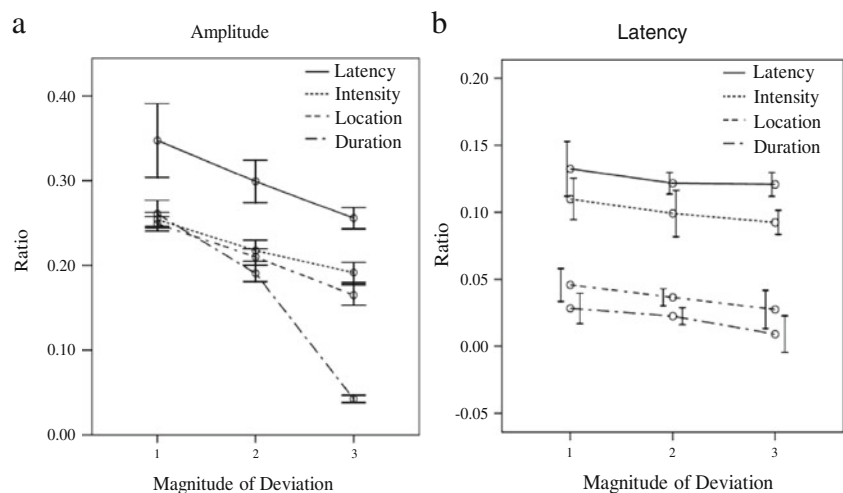 a
Amplitude
Latency
Intensity
Location
Duration
0.40
0.30
0.20
0.10
0.00
Ratio
1 2 3
Magnitude of Deviation
b
Latency
Latency
Intensity
Location
Duration
0.20
0.15
0.10
0.05
0.00
-0.05
Ratio
1 2 3
Magnitude of Deviation